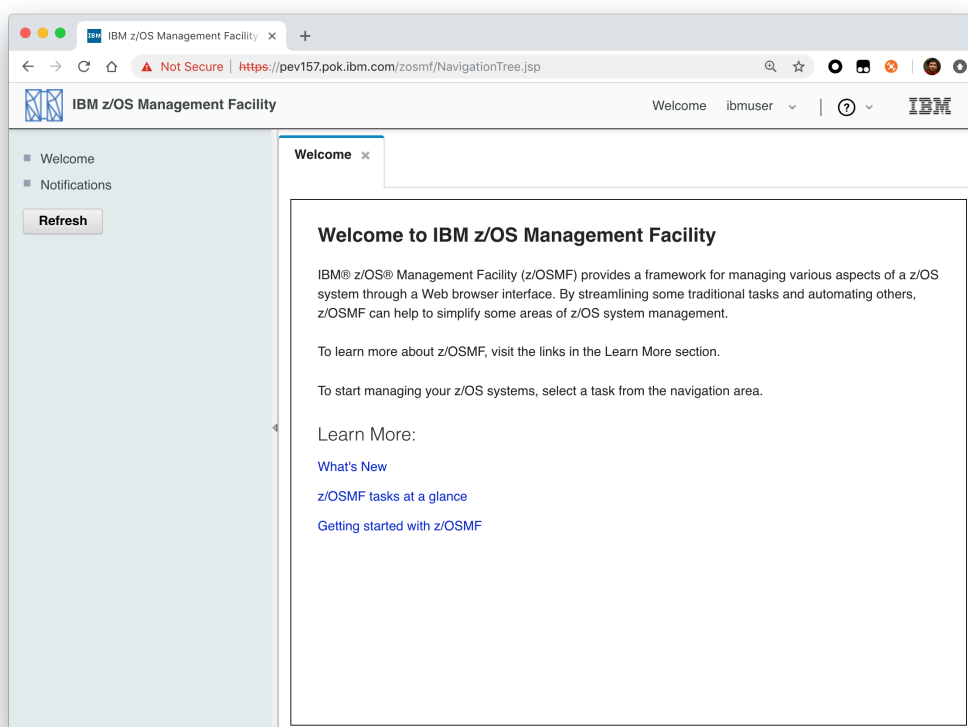 IBM
IBM z/OS Management Facility
Not Secure | https://pev157.pok.ibm.com/zosmf/NavigationTree.jsp
IBM z/OS Management Facility
Welcome ibmuser
?
IBM
Welcome
Notifications
Refresh
Welcome
Welcome to IBM z/OS Management Facility
IBM® z/OS® Management Facility (z/OSMF) provides a framework for managing various aspects of a z/OS
system through a Web browser interface. By streamlining some traditional tasks and automating others,
z/OSMF can help to simplify some areas of z/OS system management.
To learn more about z/OSMF, visit the links in the Learn More section.
To start managing your z/OS systems, select a task from the navigation area.
Learn More:
What's New
z/OSMF tasks at a glance
Getting started with z/OSMF